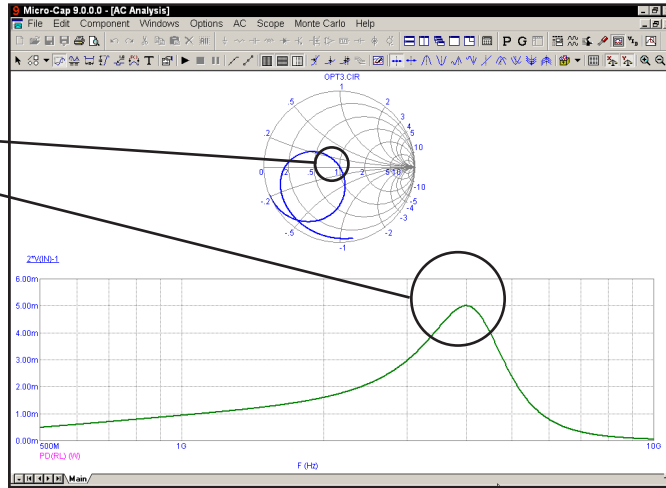 9 Micro-Cap 9.0.0.0 - [AC Analysis]
File Edit Component Windows Options AC Scope Monte Carlo Help
All P G
T
OPT3.CIR
1
.5 2
3
.2 4
5
10
0 .2 .5 1 2 5 10
-10
-.2 -5
-4
-3
-.5 -2
-1
2*V(IN)-1
6.00m
5.00m
4.00m
3.00m
2.00m
1.00m
0.00m
500M 1G 10G
PD(RL) (W)
F (Hz)
Main